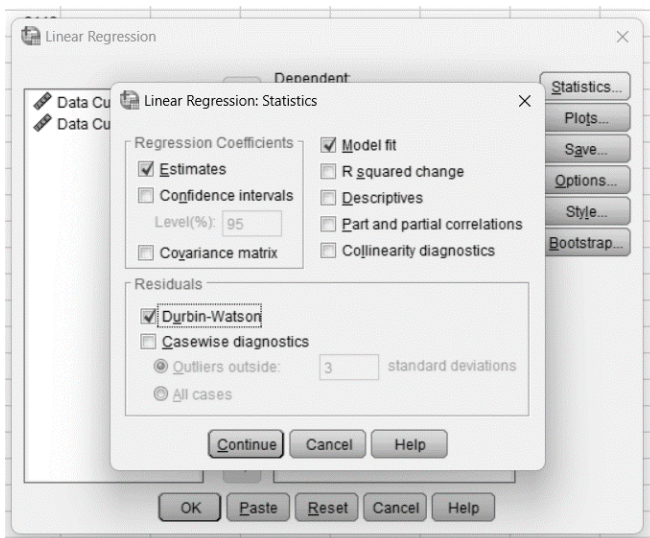 Linear Regression
Dependent:
Data Cu
Data Cu
Statistics...
Plots...
Save...
Options...
Style...
Bootstrap...
Linear Regression: Statistics
Regression Coefficients
Estimates
Confidence intervals
Level(%): 95
Covariance matrix
Model fit
R squared change
Descriptives
Part and partial correlations
Collinearity diagnostics
Residuals
Durbin-Watson
Casewise diagnostics
Outliers outside: 3 standard deviations
All cases
Continue Cancel Help
OK Paste Reset Cancel Help